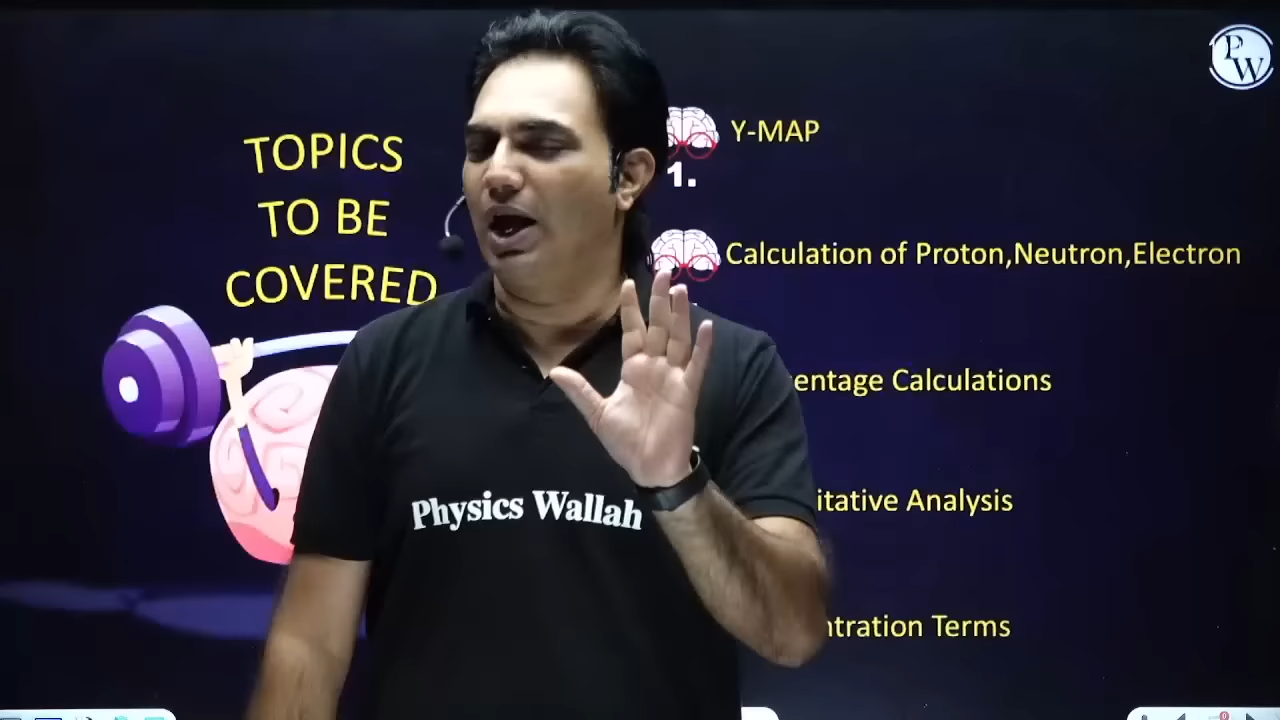 PW
TOPICS
TO BE
COVERED
Y-MAP
1.
Calculation of Proton,Neutron,Electron
entage Calculations
itative Analysis
ntration Terms
Physics Wallah